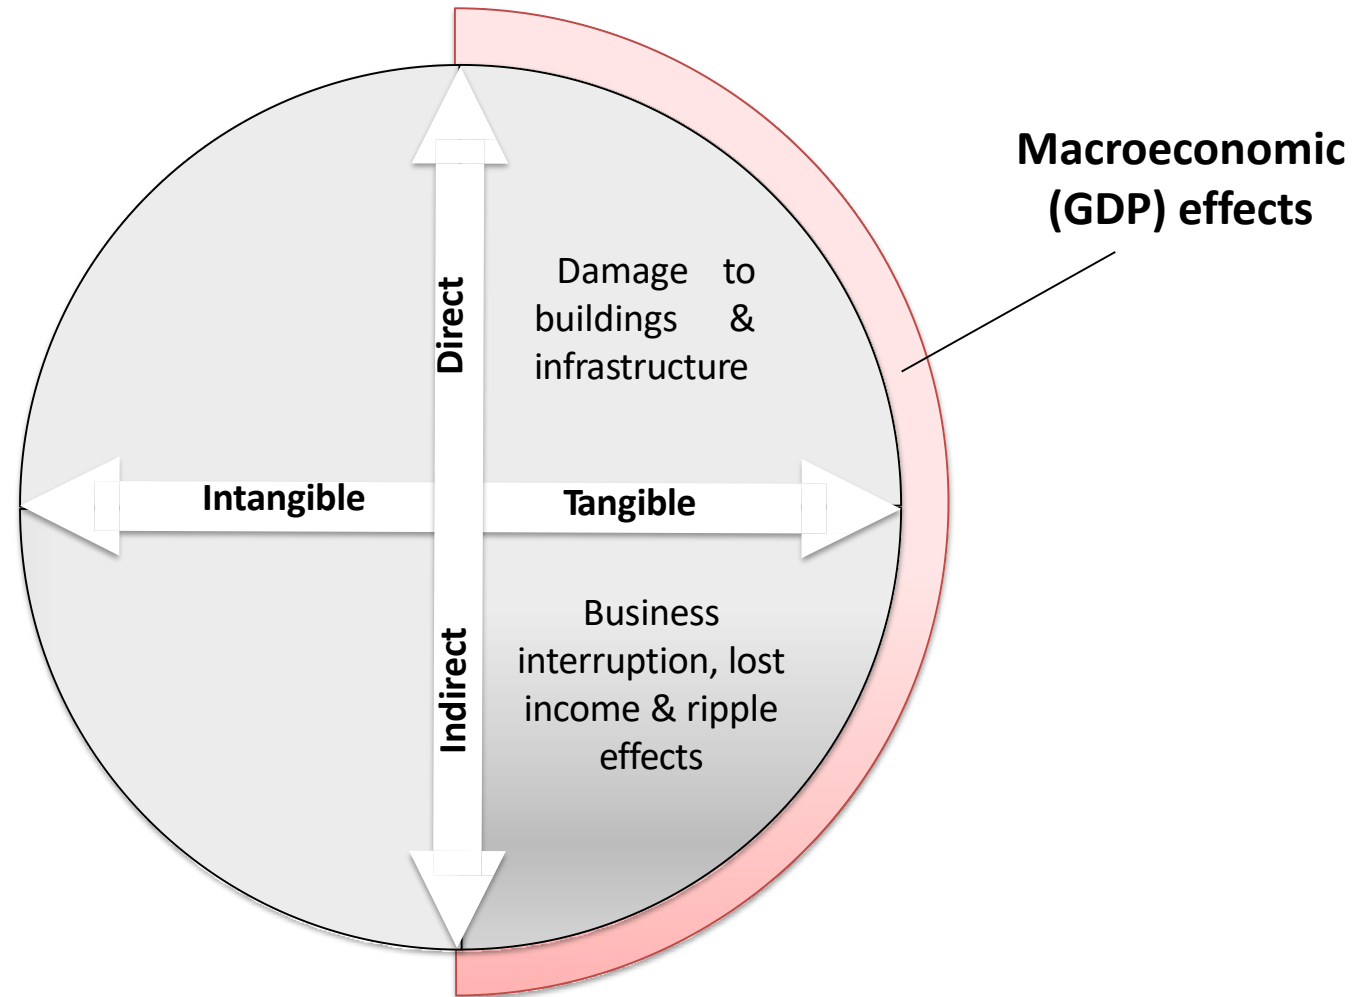 Macroeconomic
(GDP) effects
Direct
Damage to
buildings &
infrastructure
Intangible
Tangible
Indirect
Business
interruption, lost
income & ripple
effects